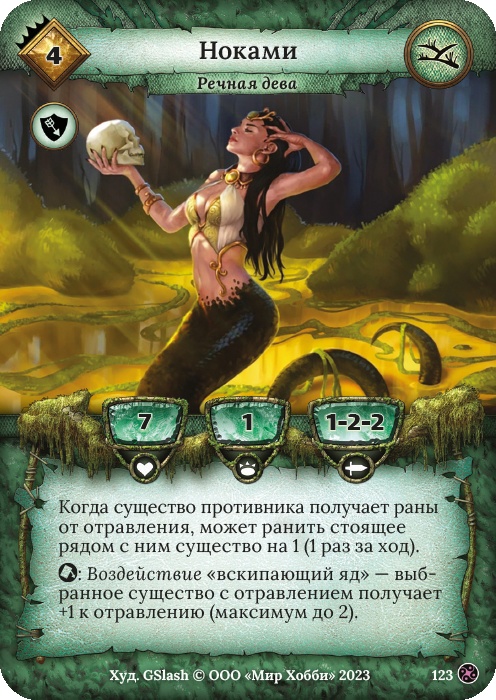 4
Ноками
Речная дева
7
1
1-2-2
Когда существо противника получает раны
от отравления, может ранить стоящее
рядом с ним существо на 1 (1 раз за ход).
: Воздействие «вскипающий яд» — выб-
ранное существо с отравлением получает
+1 к отравлению (максимум до 2).
Худ. GSlash © ООО «Мир Хобби» 2023
123